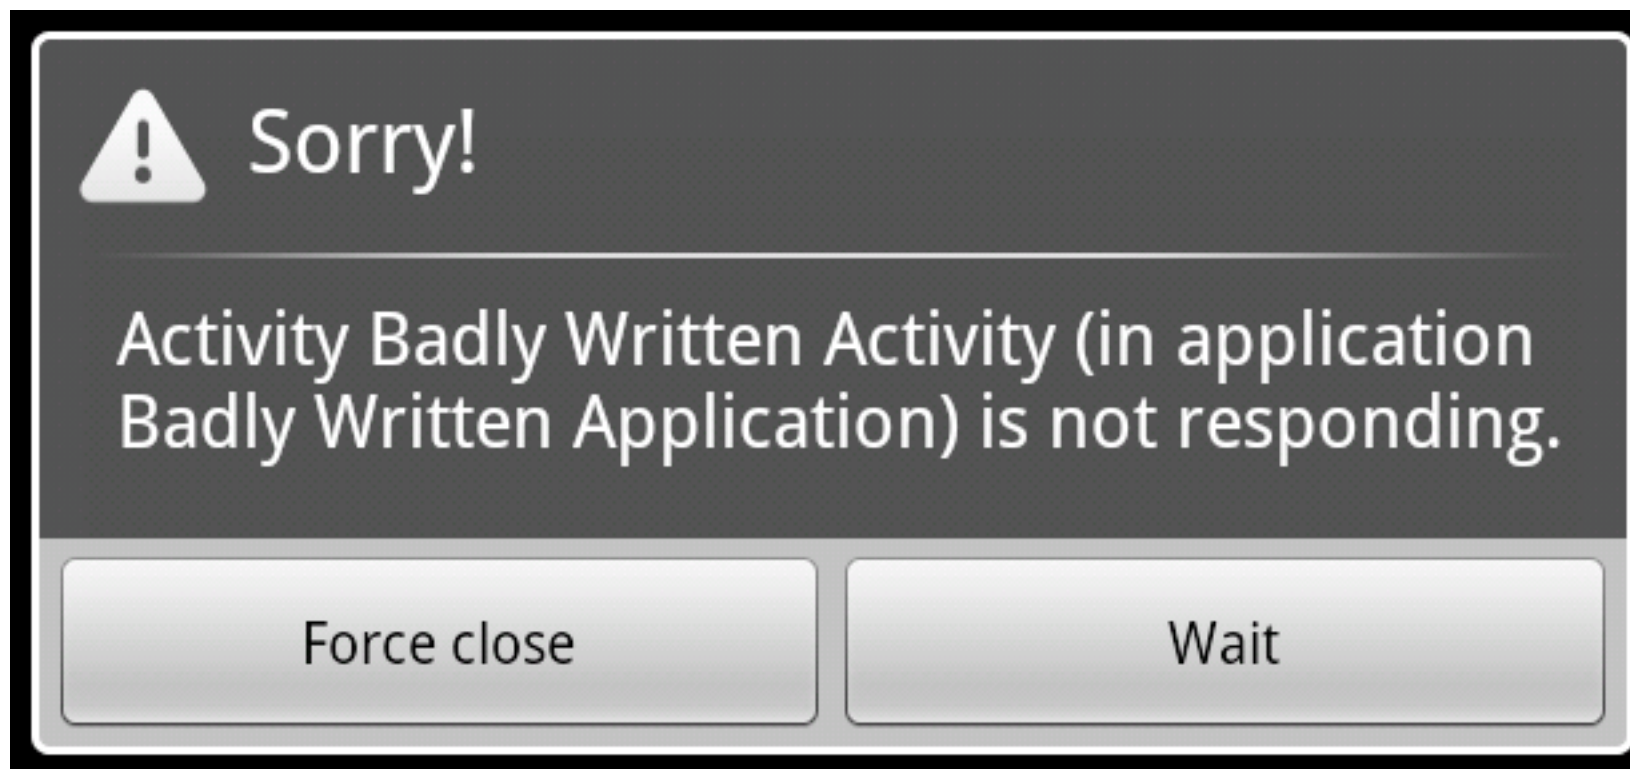 Sorry!
Activity Badly Written Activity (in application
Badly Written Application) is not responding.
Force close
Wait